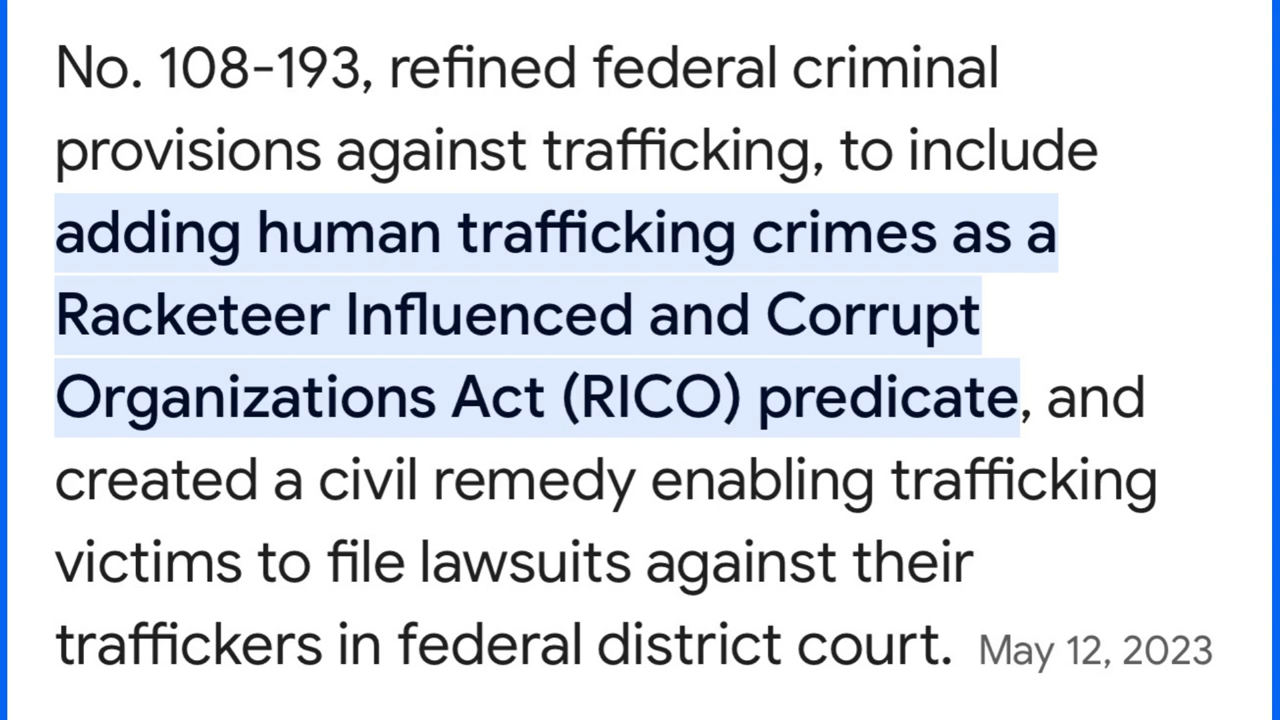 No. 108-193, refined federal criminal
provisions against trafficking, to include
adding human trafficking crimes as a
Racketeer Influenced and Corrupt
Organizations Act (RICO) predicate, and
created a civil remedy enabling trafficking
victims to file lawsuits against their
traffickers in federal district court. May 12, 2023